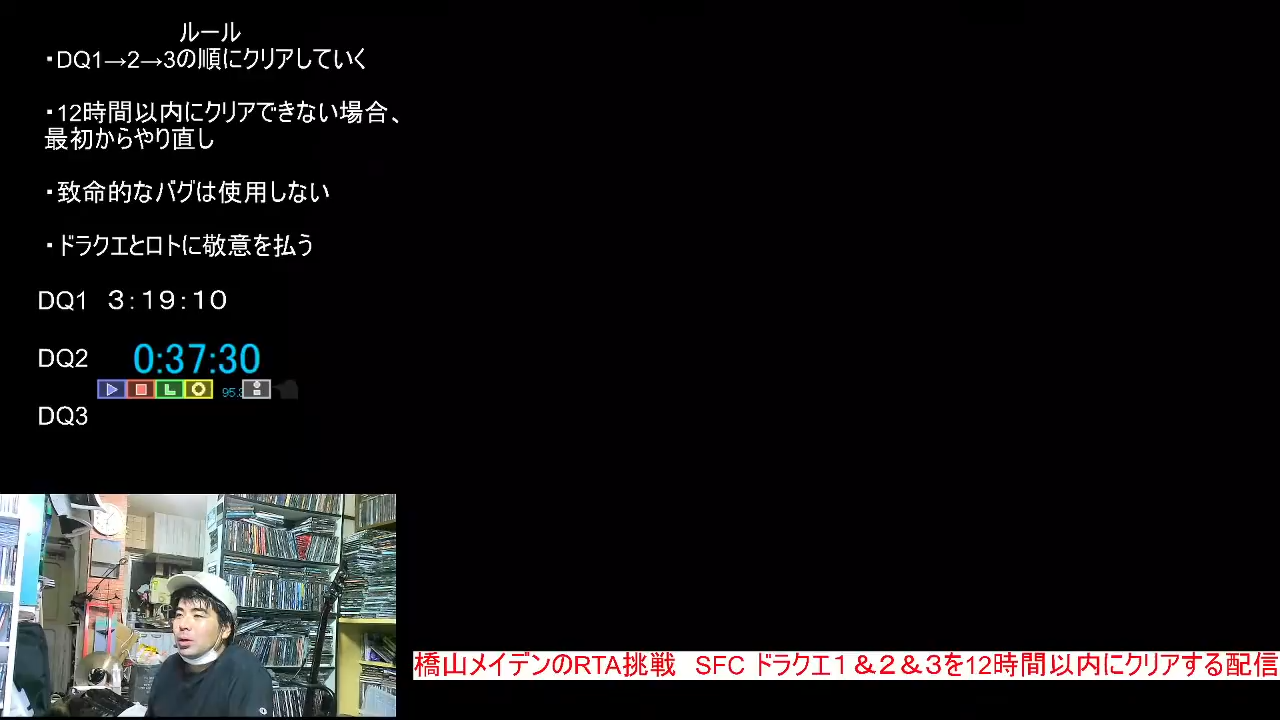 ルール
・DQ1→2→3の順にクリアしていく
・12時間以内にクリアできない場合、
最初からやり直し
・致命的なバグは使用しない
・ドラクエとロトに敬意を払う
DQ1 3:19:10
DQ2 0:37:30
DQ3
橋山メイデンのRTA挑戦 SFC ドラクエ1&2&3を12時間以内にクリアする配信